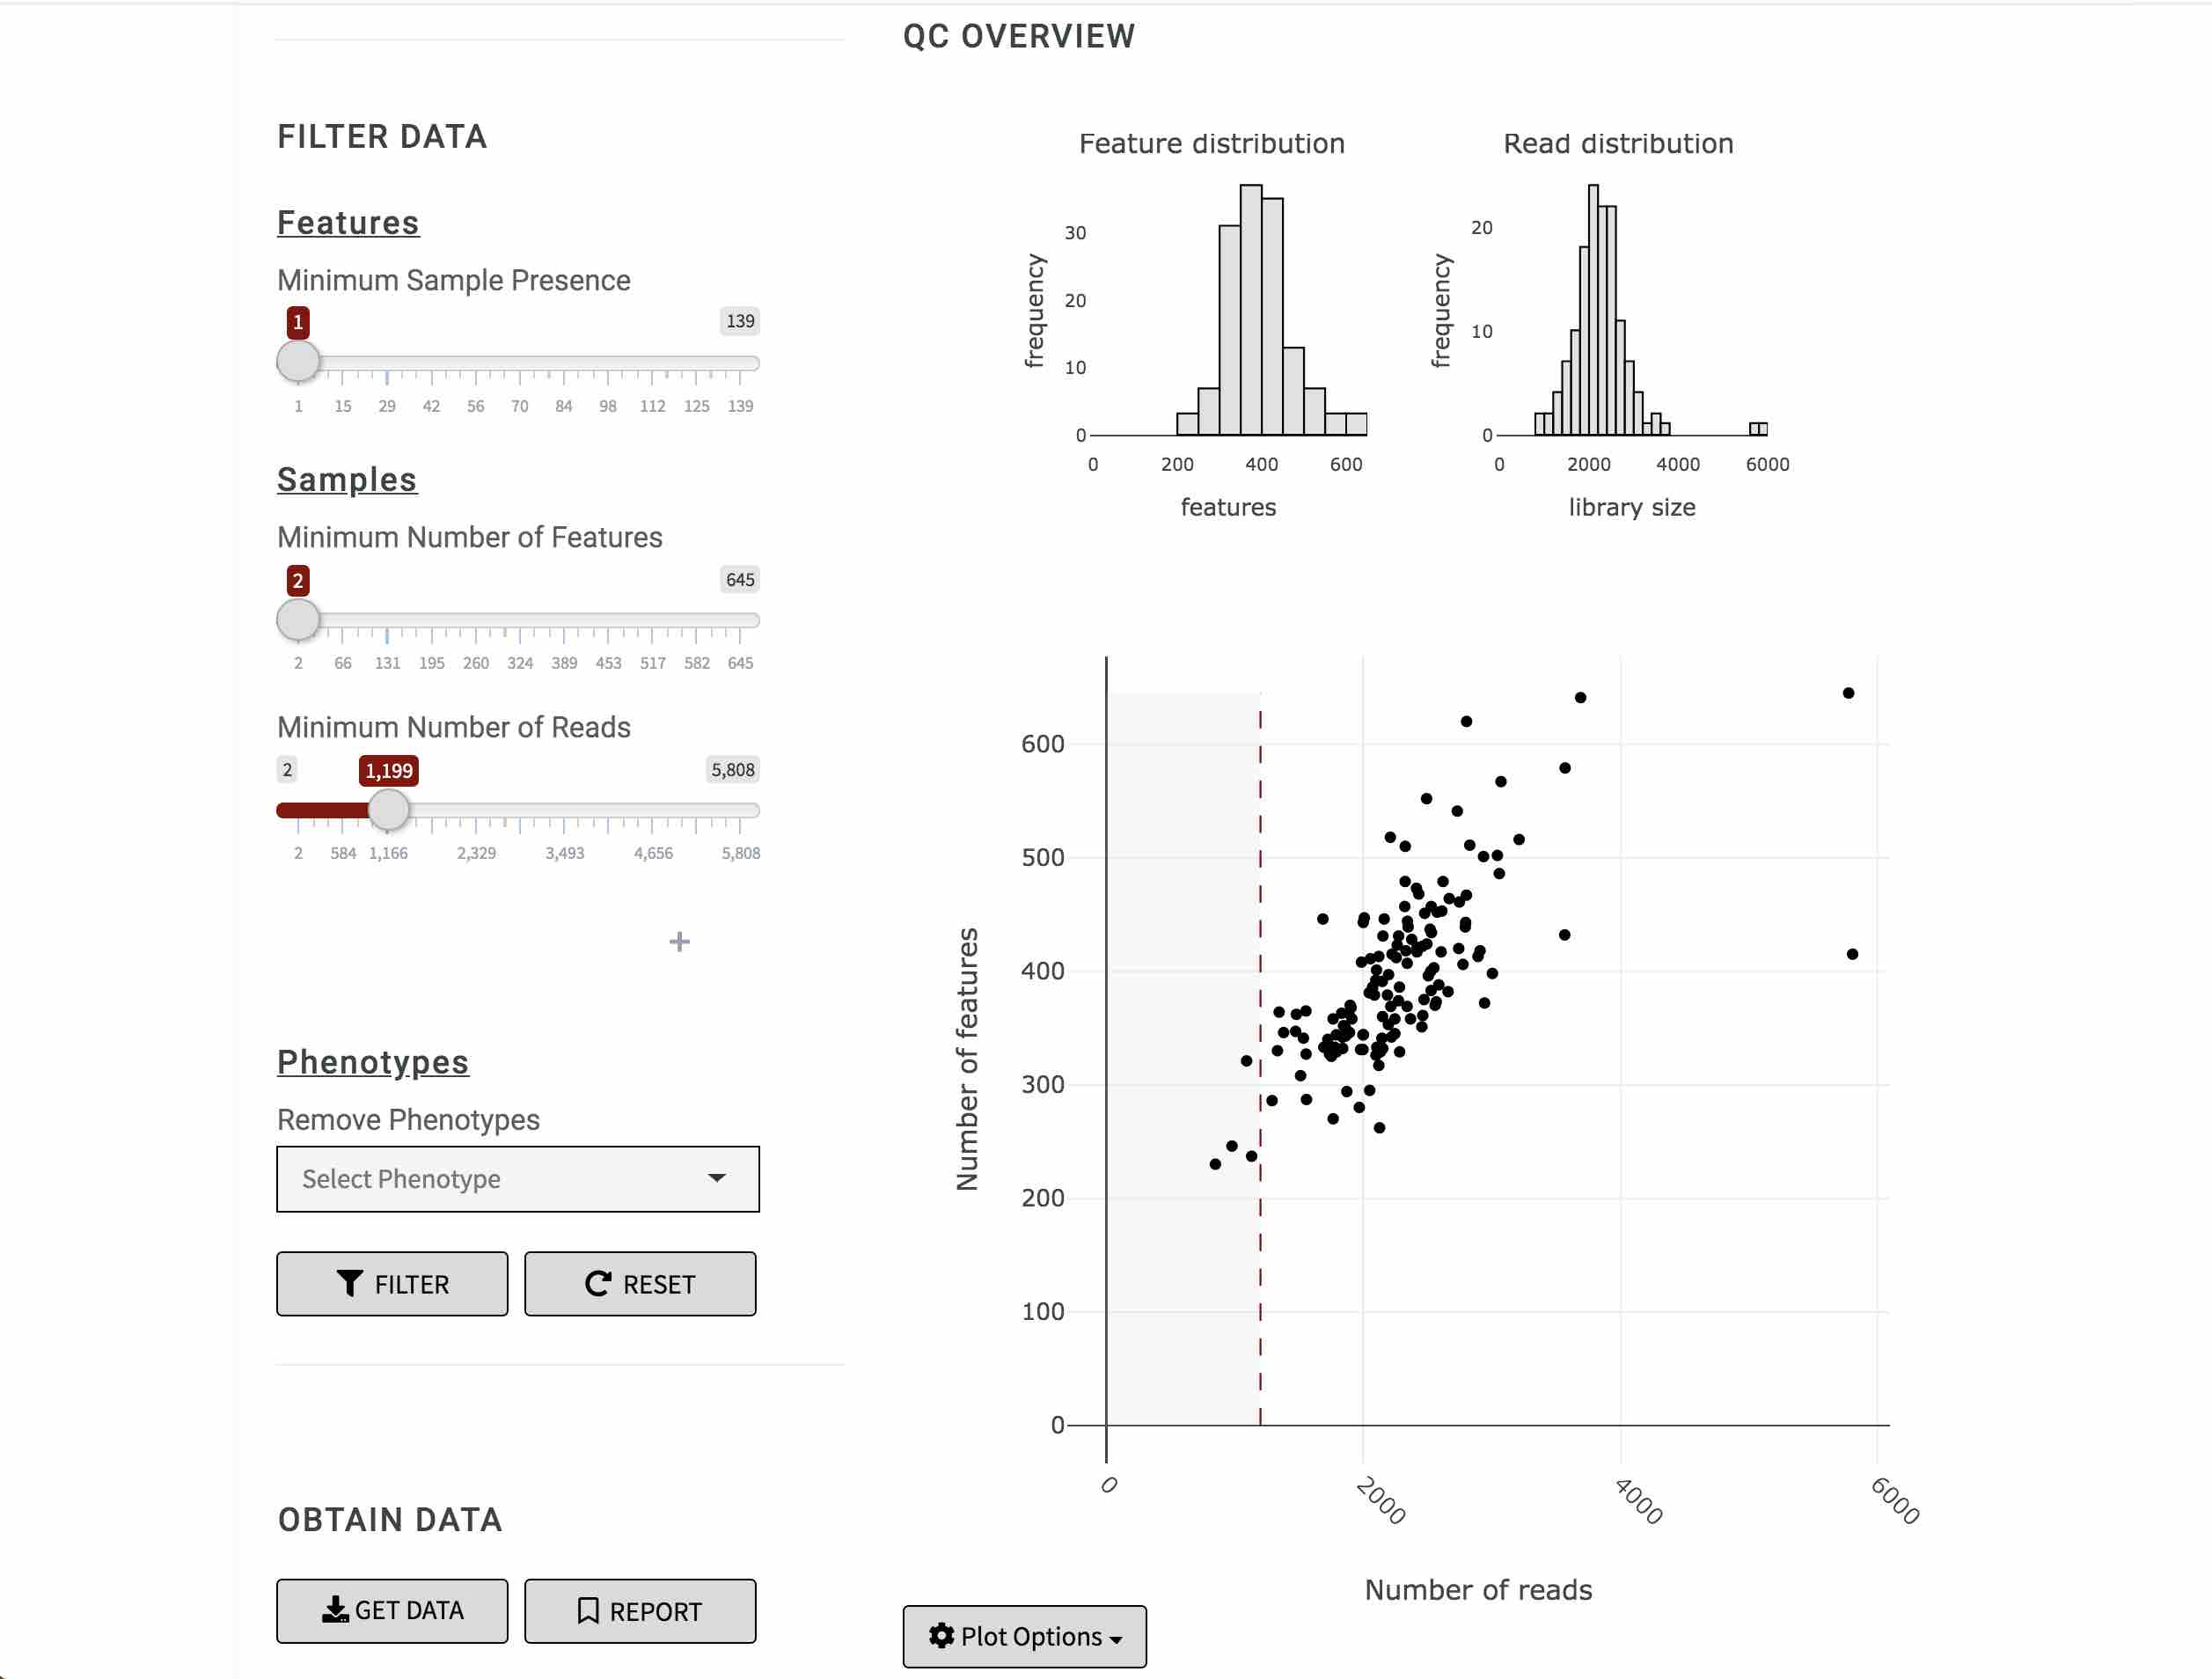 QC OVERVIEW
FILTER DATA
Features
Minimum Sample Presence
1 139
1 15 29 42 56 70 84 98 112 125 139
Samples
Minimum Number of Features
2 645
2 66 131 195 260 324 389 453 517 582 645
Minimum Number of Reads
2 1,199 5,808
2 584 1,166 2,329 3,493 4,656 5,808
+
Phenotypes
Remove Phenotypes
Select Phenotype
FILTER RESET
OBTAIN DATA
GET DATA REPORT
Feature distribution
frequency
30
20
10
0
0 200 400 600
features
Read distribution
frequency
20
10
0
0 2000 4000 6000
library size
Number of features
600
500
400
300
200
100
0
0 2000 4000 6000
Number of reads
Plot Options